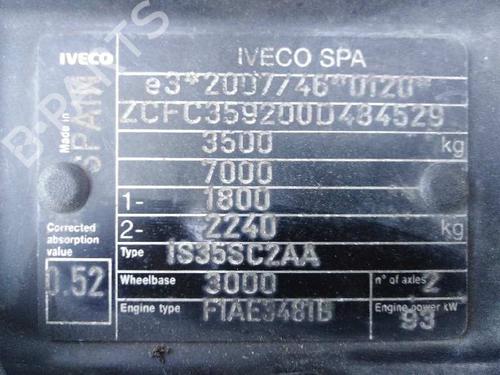 IVECO
IVECO SPA
e3*2007/46*0120*
ZCFC359200D484529
3500 kg
7000 kg
1- 1800 kg
2- 2240 kg
Made in
SPAIN
Corrected absorption value
0.52
Type IS35SC2AA
Wheelbase 3000
n° of axles 2
Engine type F1AE3481B
Engine power kW
93
B-PARTS